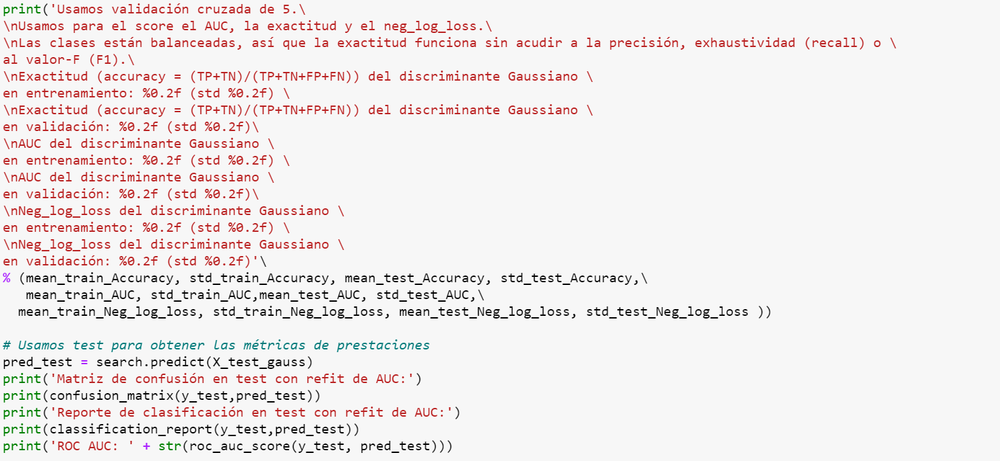 print('Usamos validación cruzada de 5.\
\nUsamos para el score el AUC, la exactitud y el neg_log_loss.\
\nLas clases están balanceadas, así que la exactitud funciona sin acudir a la precisión, exhaustividad (recall) o \
al valor-F (F1).\
\nExactitud (accuracy = (TP+TN)/(TP+TN+FP+FN)) del discriminante Gaussiano \
en entrenamiento: %0.2f (std %0.2f) \
\nExactitud (accuracy = (TP+TN)/(TP+TN+FP+FN)) del discriminante Gaussiano \
en validación: %0.2f (std %0.2f)\
\nAUC del discriminante Gaussiano \
en entrenamiento: %0.2f (std %0.2f) \
\nAUC del discriminante Gaussiano \
en validación: %0.2f (std %0.2f)\
\nNeg_log_loss del discriminante Gaussiano \
en entrenamiento: %0.2f (std %0.2f) \
\nNeg_log_loss del discriminante Gaussiano \
en validación: %0.2f (std %0.2f)'\
% (mean_train_Accuracy, std_train_Accuracy, mean_test_Accuracy, std_test_Accuracy,\
   mean_train_AUC, std_train_AUC,mean_test_AUC, std_test_AUC,\
  mean_train_Neg_log_loss, std_train_Neg_log_loss, mean_test_Neg_log_loss, std_test_Neg_log_loss ))

# Usamos test para obtener las métricas de prestaciones
pred_test = search.predict(X_test_gauss)
print('Matriz de confusión en test con refit de AUC:')
print(confusion_matrix(y_test,pred_test))
print('Reporte de clasificación en test con refit de AUC:')
print(classification_report(y_test,pred_test))
print('ROC AUC: ' + str(roc_auc_score(y_test, pred_test)))